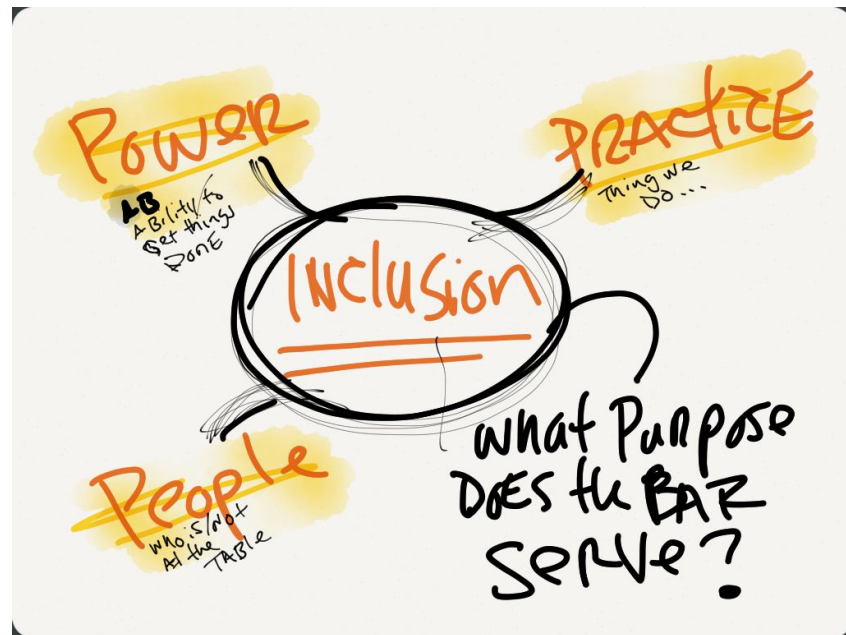 Power
AB
Ability to
Get things
DONE
PRACTICE
Thing we
DO...
INClUSion
People
who is/Not
At the
TABle
what Purpose
DOES the BAR
SeRVe?